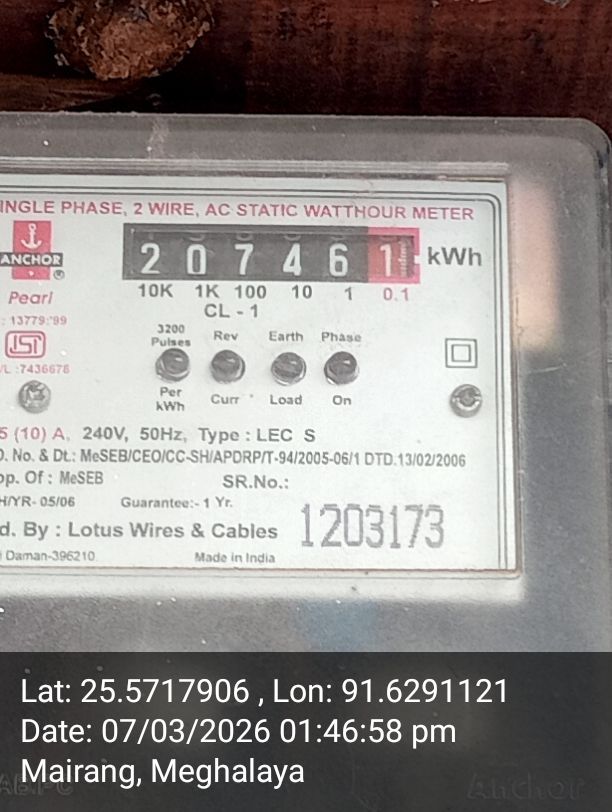 INGLE PHASE, 2 WIRE, AC STATIC WATTHOUR METER
ANCHOR
®
Pearl
: 13779:'99
ISI
/L :7436678
2 0 7 4 6 1 kWh
10K 1K 100 10 1 0.1
CL - 1
3200 Pulses Per kWh
Rev Curr
Earth Load
Phase On
5 (10) A, 240V, 50Hz, Type : LEC S
O. No. & Dt.: MeSEB/CEO/CC-SH/APDRP/T-94/2005-06/1 DTD.13/02/2006
op. Of : MeSEB SR.No.:
H/YR- 05/06 Guarantee:- 1 Yr.
1203173
d. By : Lotus Wires & Cables
Daman-396210 Made in India
Lat: 25.5717906 , Lon: 91.6291121
Date: 07/03/2026 01:46:58 pm
Mairang, Meghalaya
Anchor